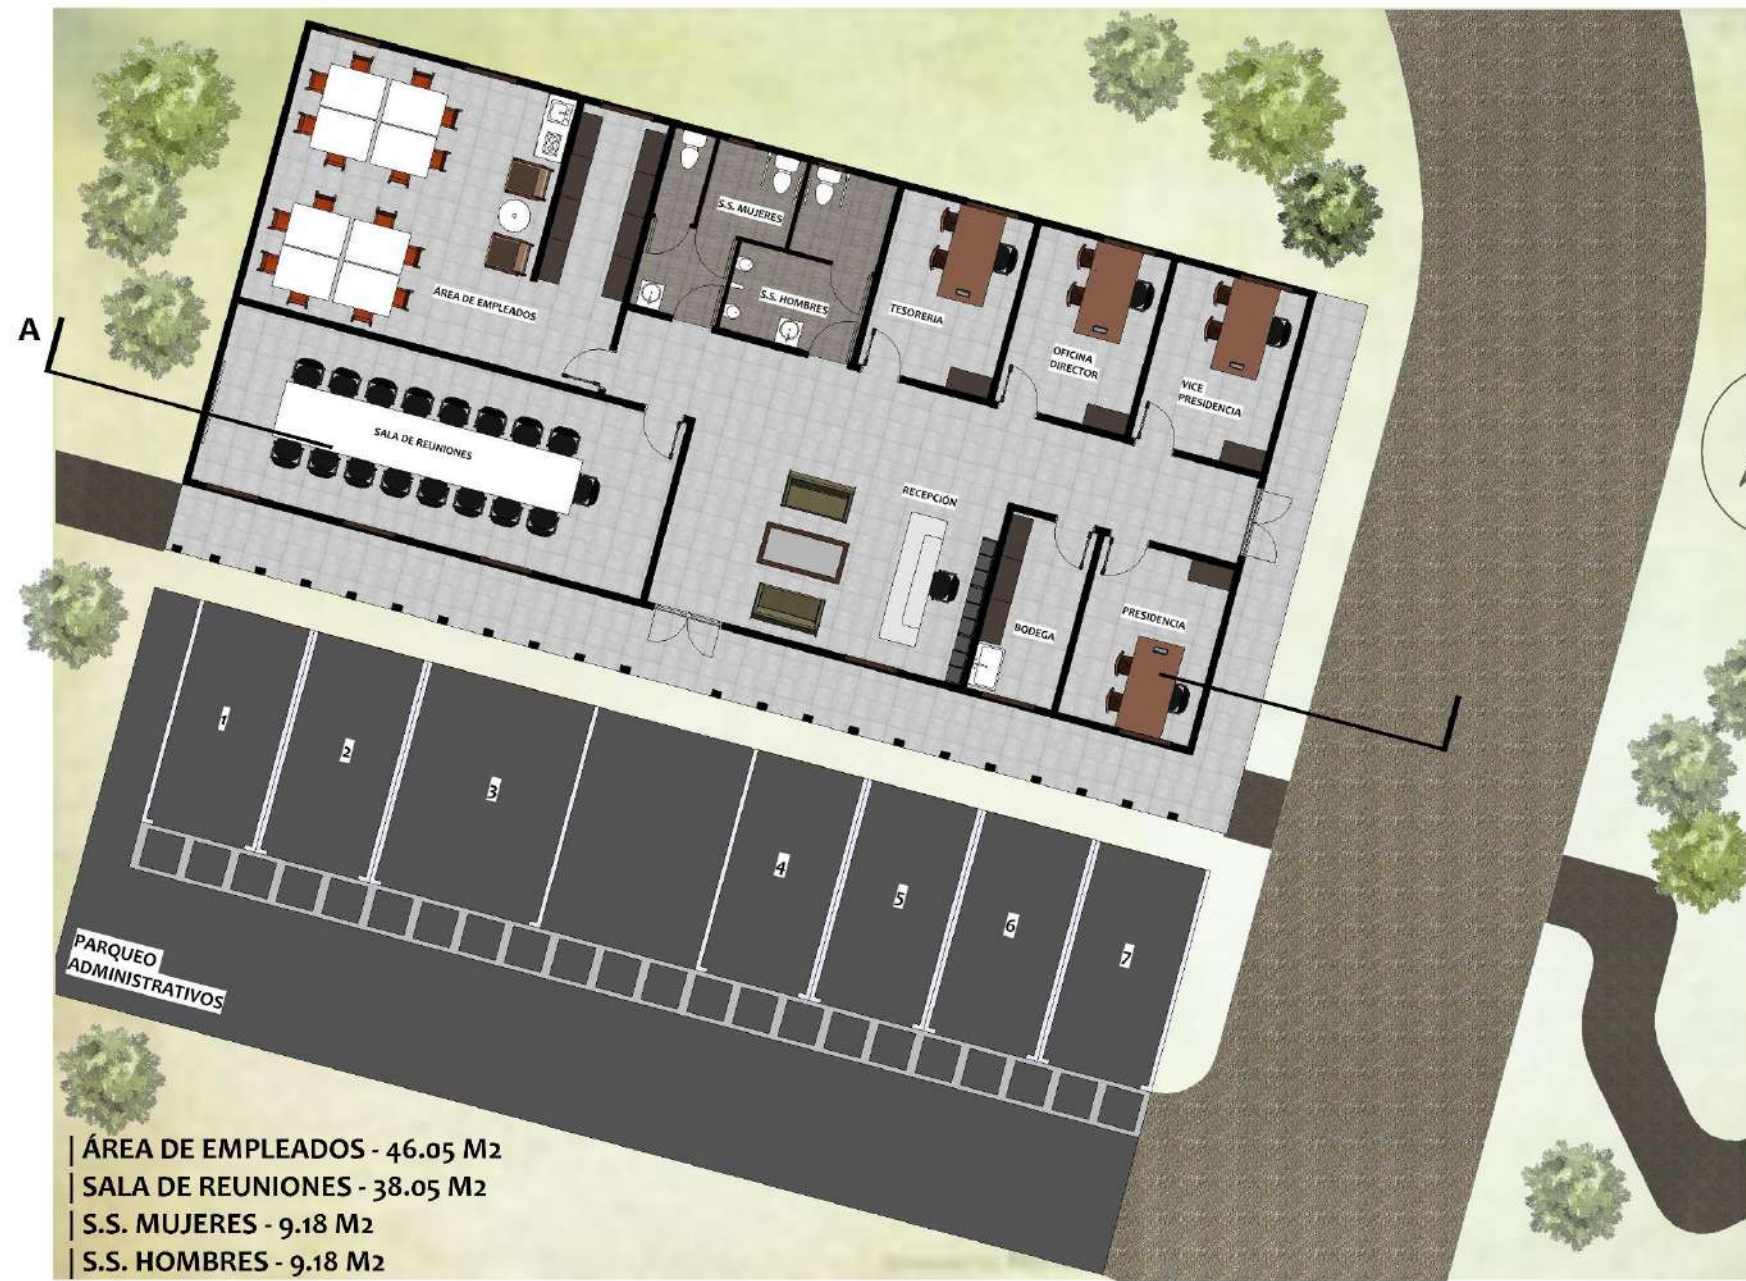 A
ÁREA DE EMPLEADOS
S.S. MUJERES
S.S. HOMBRES
TESORERIA
OFICINA
DIRECTOR
VICE
PRESIDENCIA
SALA DE REUNIONES
RECEPCIÓN
BODEGA
PRESIDENCIA
1
2
3
4
5
6
7
PARQUEO
ADMINISTRATIVOS
| ÁREA DE EMPLEADOS - 46.05 M2
| SALA DE REUNIONES - 38.05 M2
| S.S. MUJERES - 9.18 M2
| S.S. HOMBRES - 9.18 M2